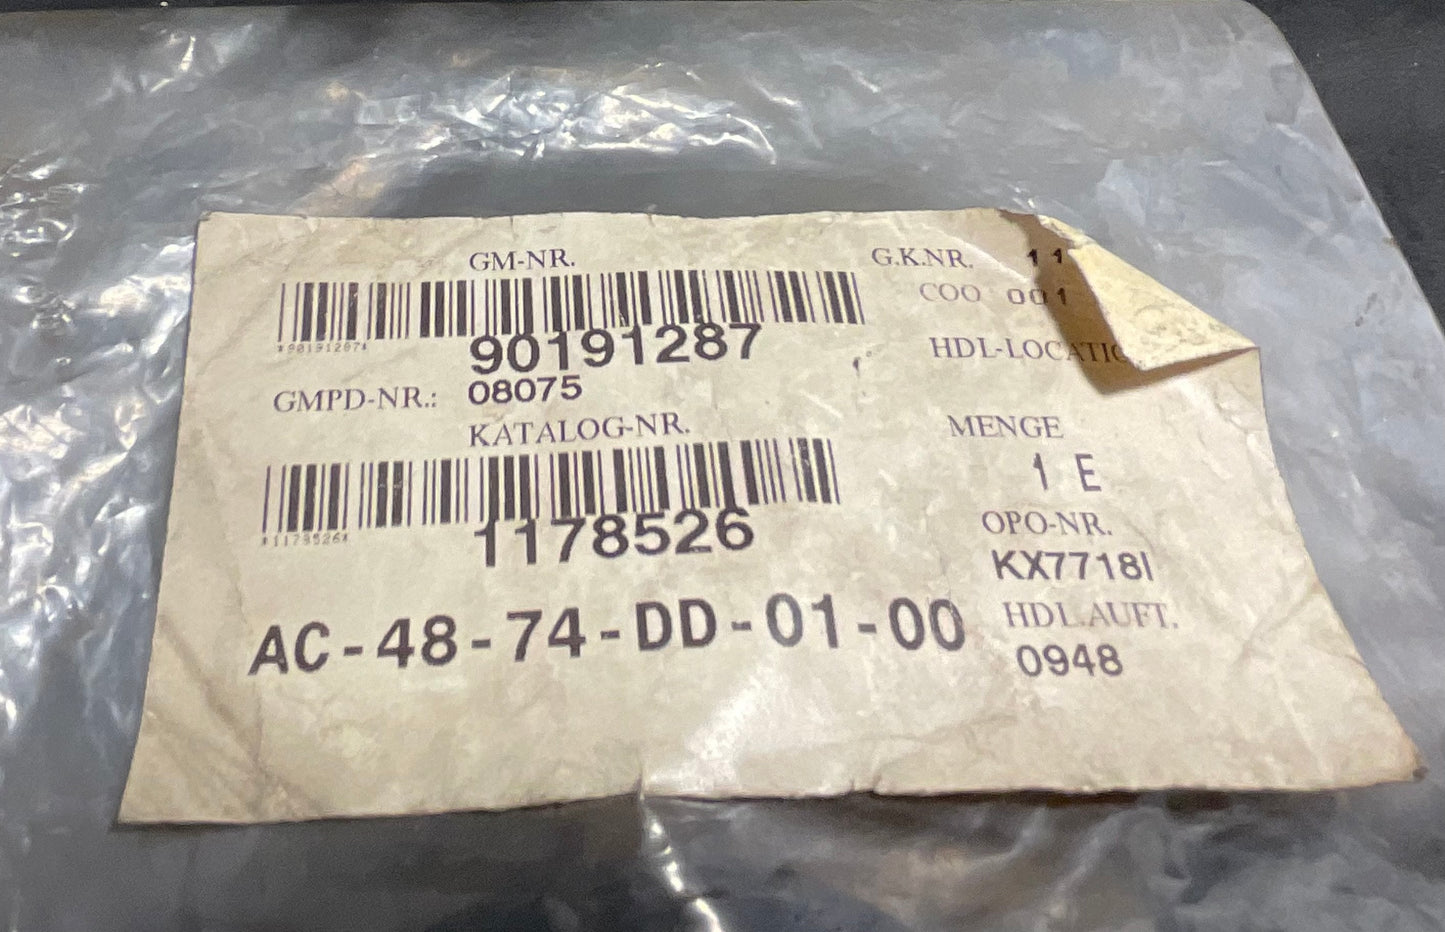 GM-NR.
G.K.NR. 11
*90191287*
90191287
COO 001
GMPD-NR.: 08075
HDL-LOCATIO
KATALOG-NR.
MENGE
1 E
*1178526*
1178526
OPO-NR.
KX7718I
AC-48-74-DD-01-00
HDL.AUFT.
0948